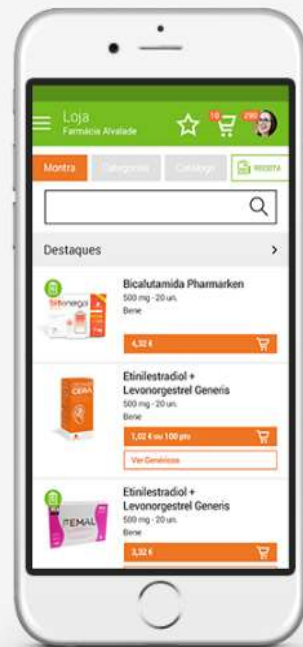 Loja
Farmácia Alvalade
10
290
Montra
Categorias
Catálogo
RECEITA
Destaques
Bicalutamida Pharmarken
500 mg - 20 un.
Bene
4,32 €
Etinilestradiol +
Levonorgestrel Generis
500 mg - 20 un.
Bene
1,02 € ou 100 pts
Ver Genéricos
Etinilestradiol +
Levonorgestrel Generis
500 mg - 20 un.
Bene
3,32 €